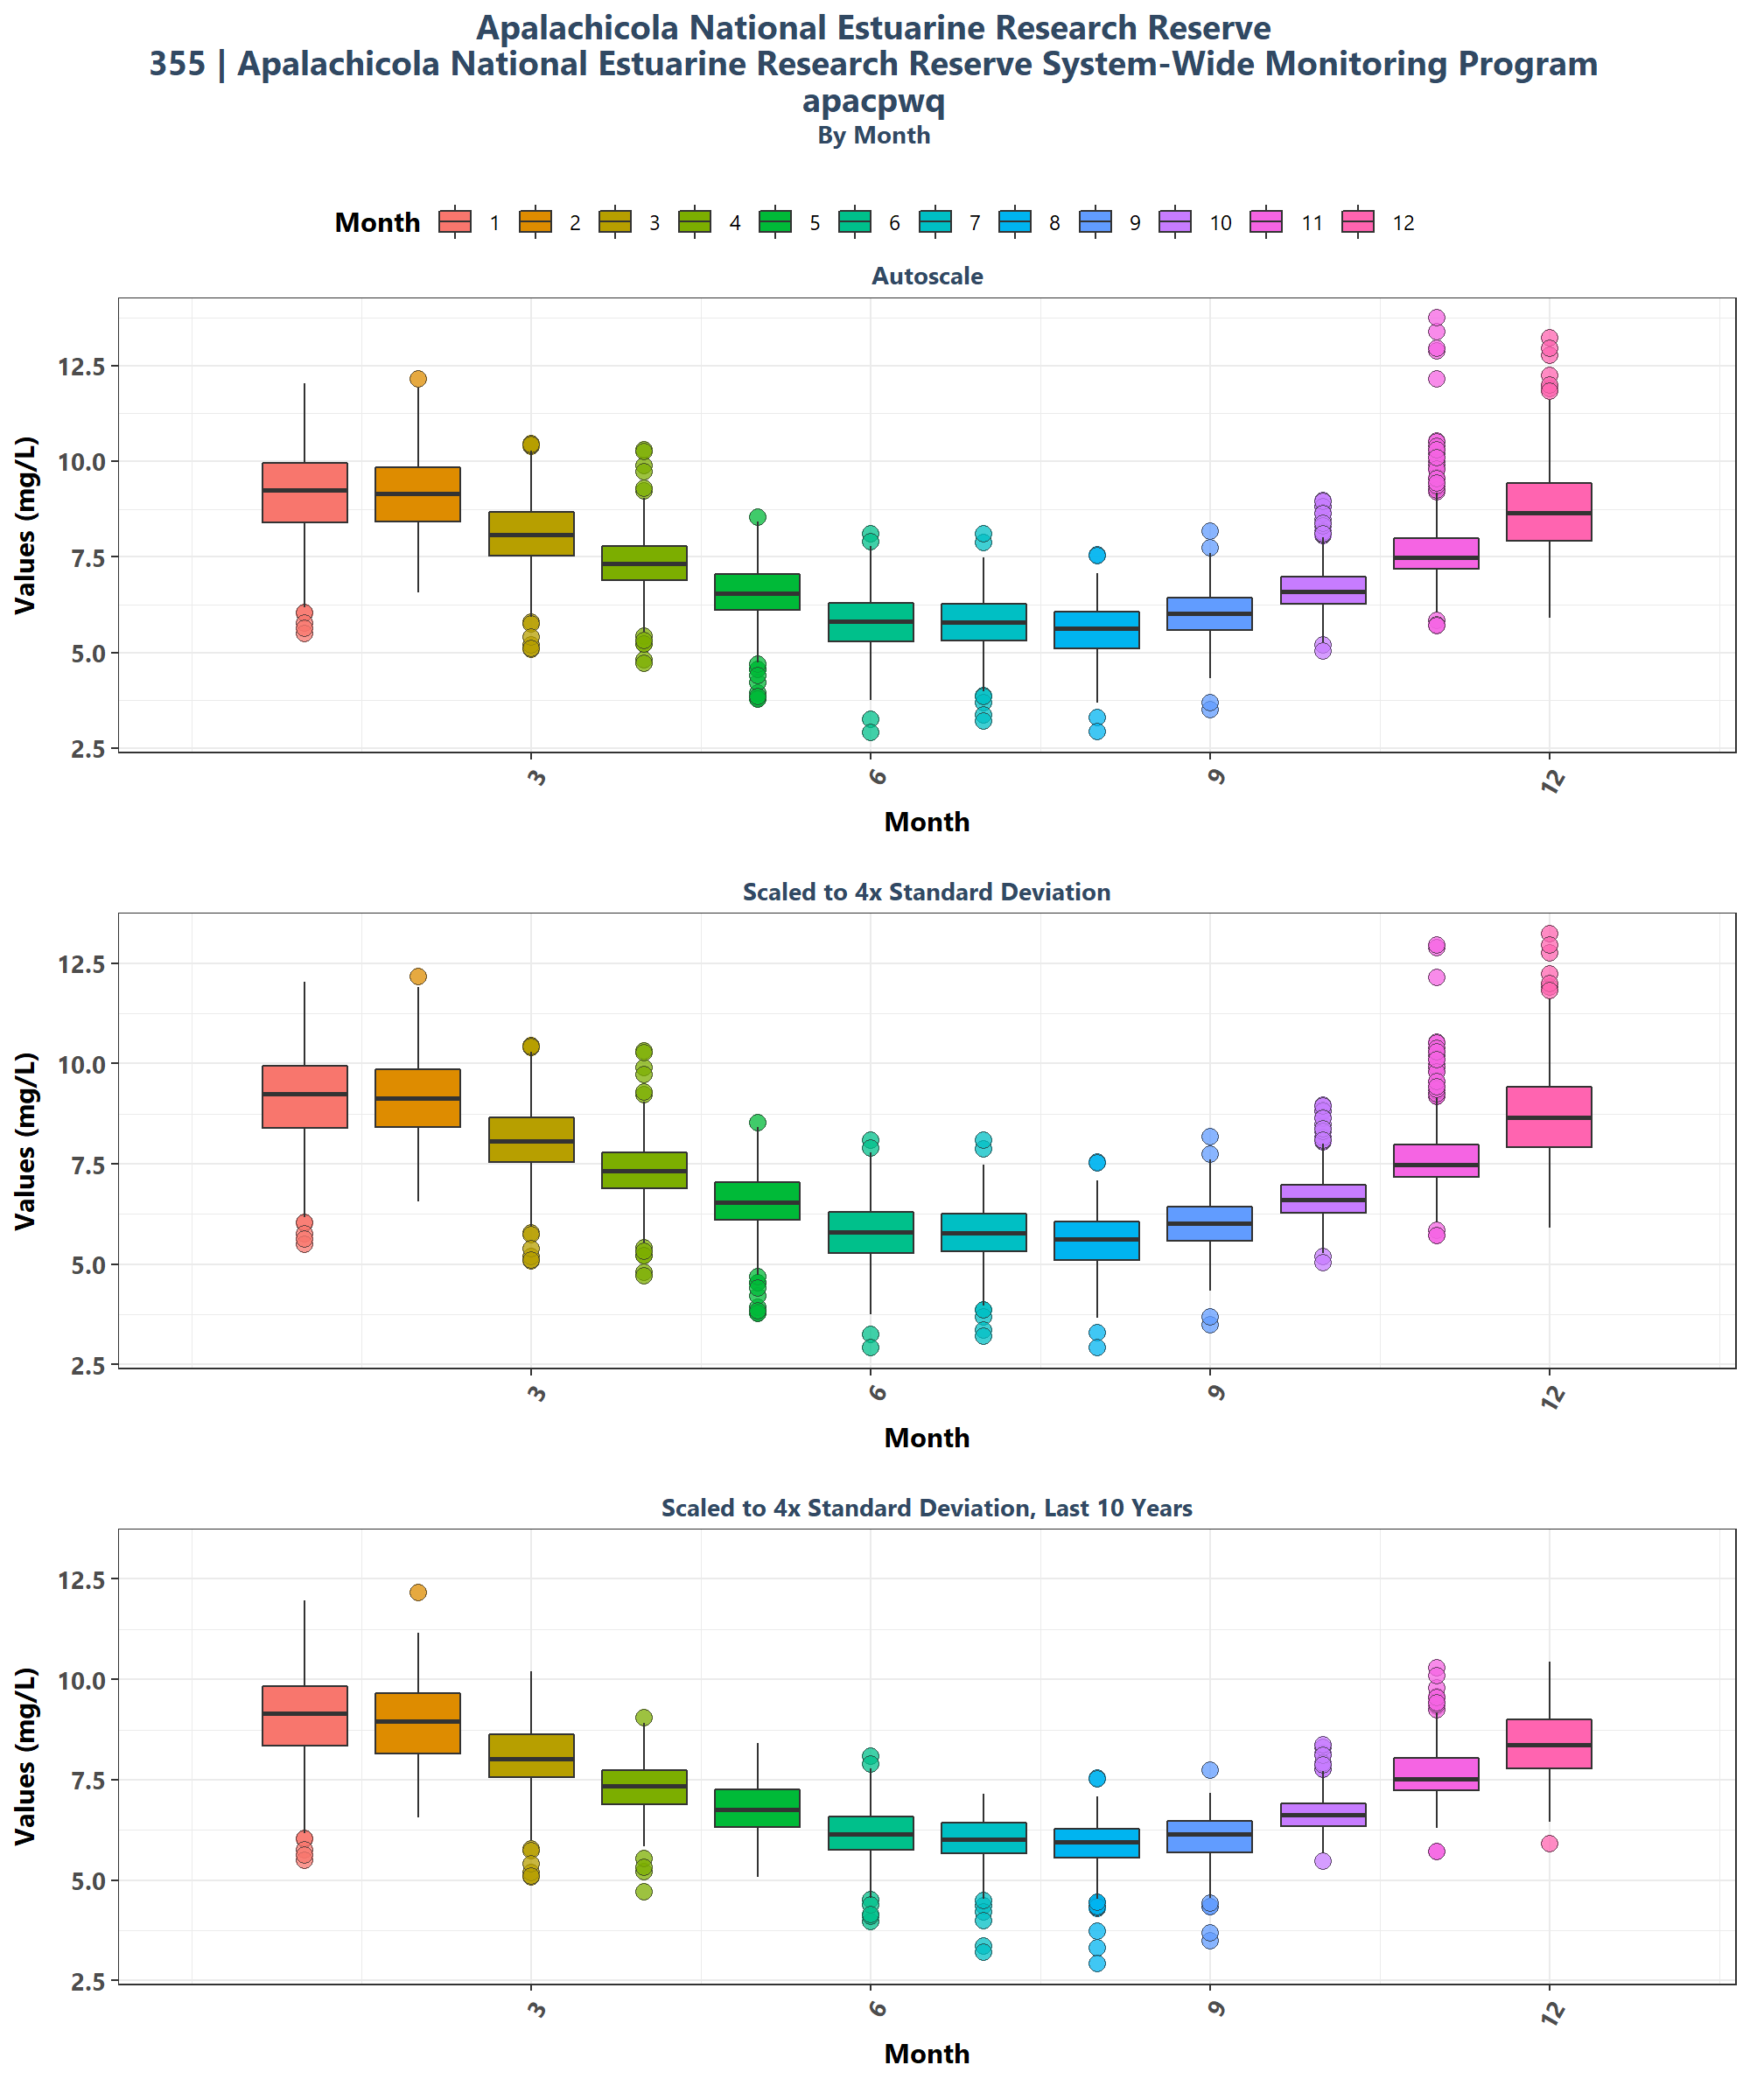 Apalachicola National Estuarine Research Reserve
355 | Apalachicola National Estuarine Research Reserve System-Wide Monitoring Program
apacpwq
By Month
Month 1 2 3 4 5 6 7 8 9 10 11 12
Autoscale
Values (mg/L)
12.5
10.0
7.5
5.0
2.5
3 6 9 12
Month
Scaled to 4x Standard Deviation
Values (mg/L)
12.5
10.0
7.5
5.0
2.5
3 6 9 12
Month
Scaled to 4x Standard Deviation, Last 10 Years
Values (mg/L)
12.5
10.0
7.5
5.0
2.5
3 6 9 12
Month